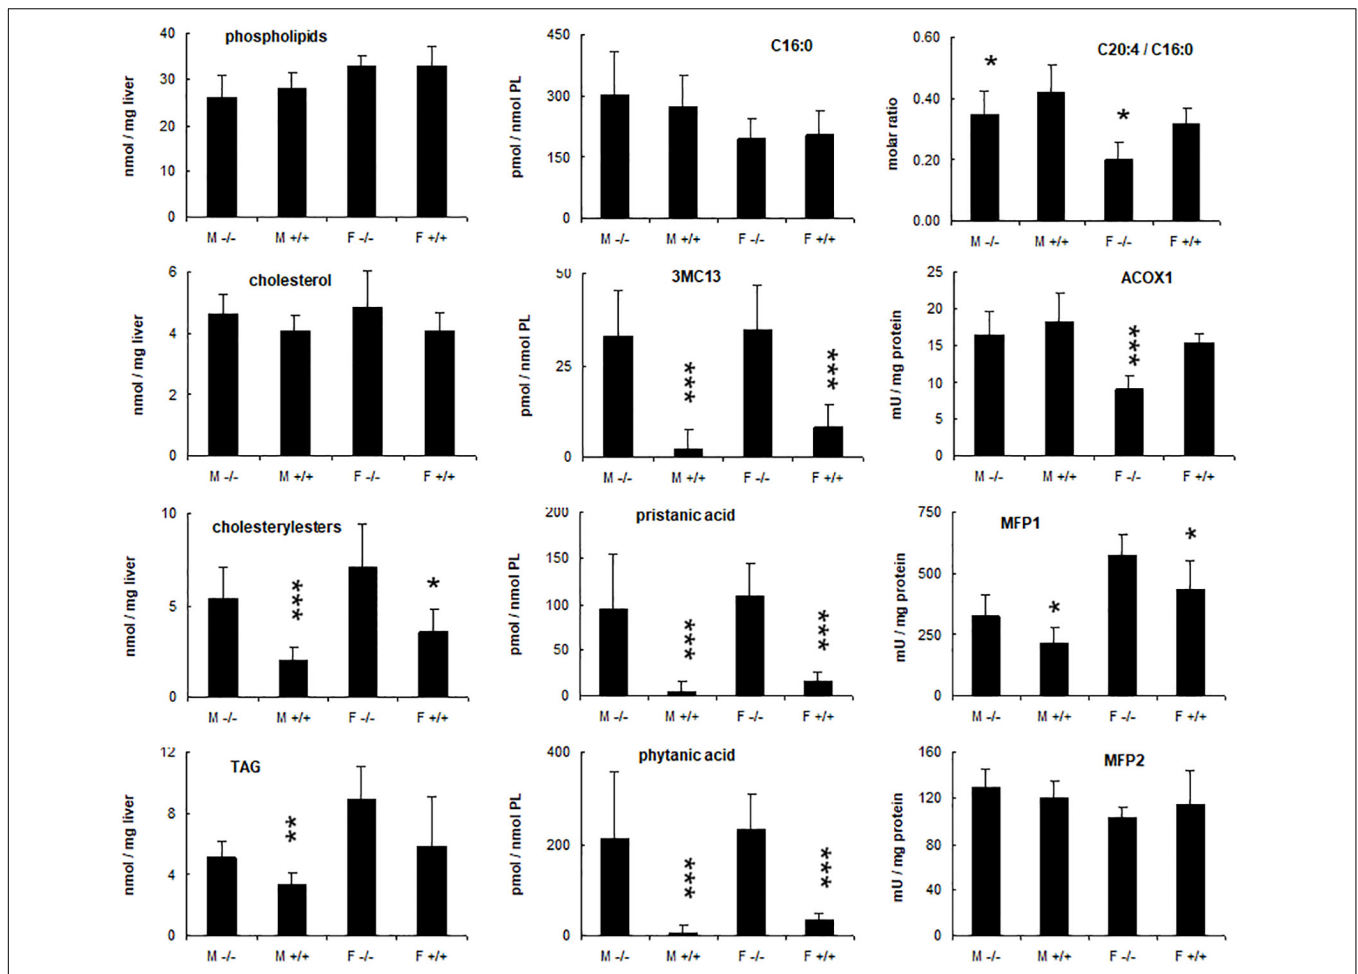 phospholipids
nmol / mg liver
40
30
20
10
0
M -/-
M +/+
F -/-
F +/+
C16:0
pmol / nmol PL
450
300
150
0
M -/-
M +/+
F -/-
F +/+
C20:4 / C16:0
molar ratio
0.60
0.40
0.20
0.00
*
*
M -/-
M +/+
F -/-
F +/+
cholesterol
nmol / mg liver
6
4
2
0
M -/-
M +/+
F -/-
F +/+
3MC13
pmol / nmol PL
50
25
0
***
***
M -/-
M +/+
F -/-
F +/+
ACOX1
mU / mg protein
25
20
15
10
5
0
***
M -/-
M +/+
F -/-
F +/+
cholesterylesters
nmol / mg liver
10
5
0
***
*
M -/-
M +/+
F -/-
F +/+
pristanic acid
pmol / nmol PL
200
150
100
50
0
***
***
M -/-
M +/+
F -/-
F +/+
MFP1
mU / mg protein
750
500
250
0
*
*
M -/-
M +/+
F -/-
F +/+
TAG
nmol / mg liver
12
8
4
0
**
M -/-
M +/+
F -/-
F +/+
phytanic acid
pmol / nmol PL
400
200
0
***
***
M -/-
M +/+
F -/-
F +/+
MFP2
mU / mg protein
160
120
80
40
0
M -/-
M +/+
F -/-
F +/+